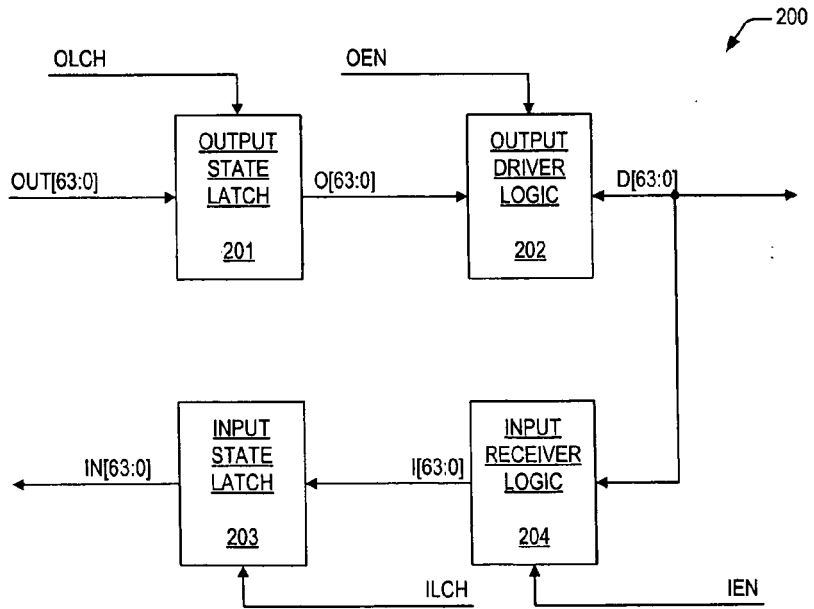 200
OLCH
OEN
OUTPUT
STATE
LATCH
201
OUTPUT
DRIVER
LOGIC
202
OUT[63:0]
O[63:0]
D[63:0]
INPUT
STATE
LATCH
203
INPUT
RECEIVER
LOGIC
204
IN[63:0]
I[63:0]
ILCH
IEN